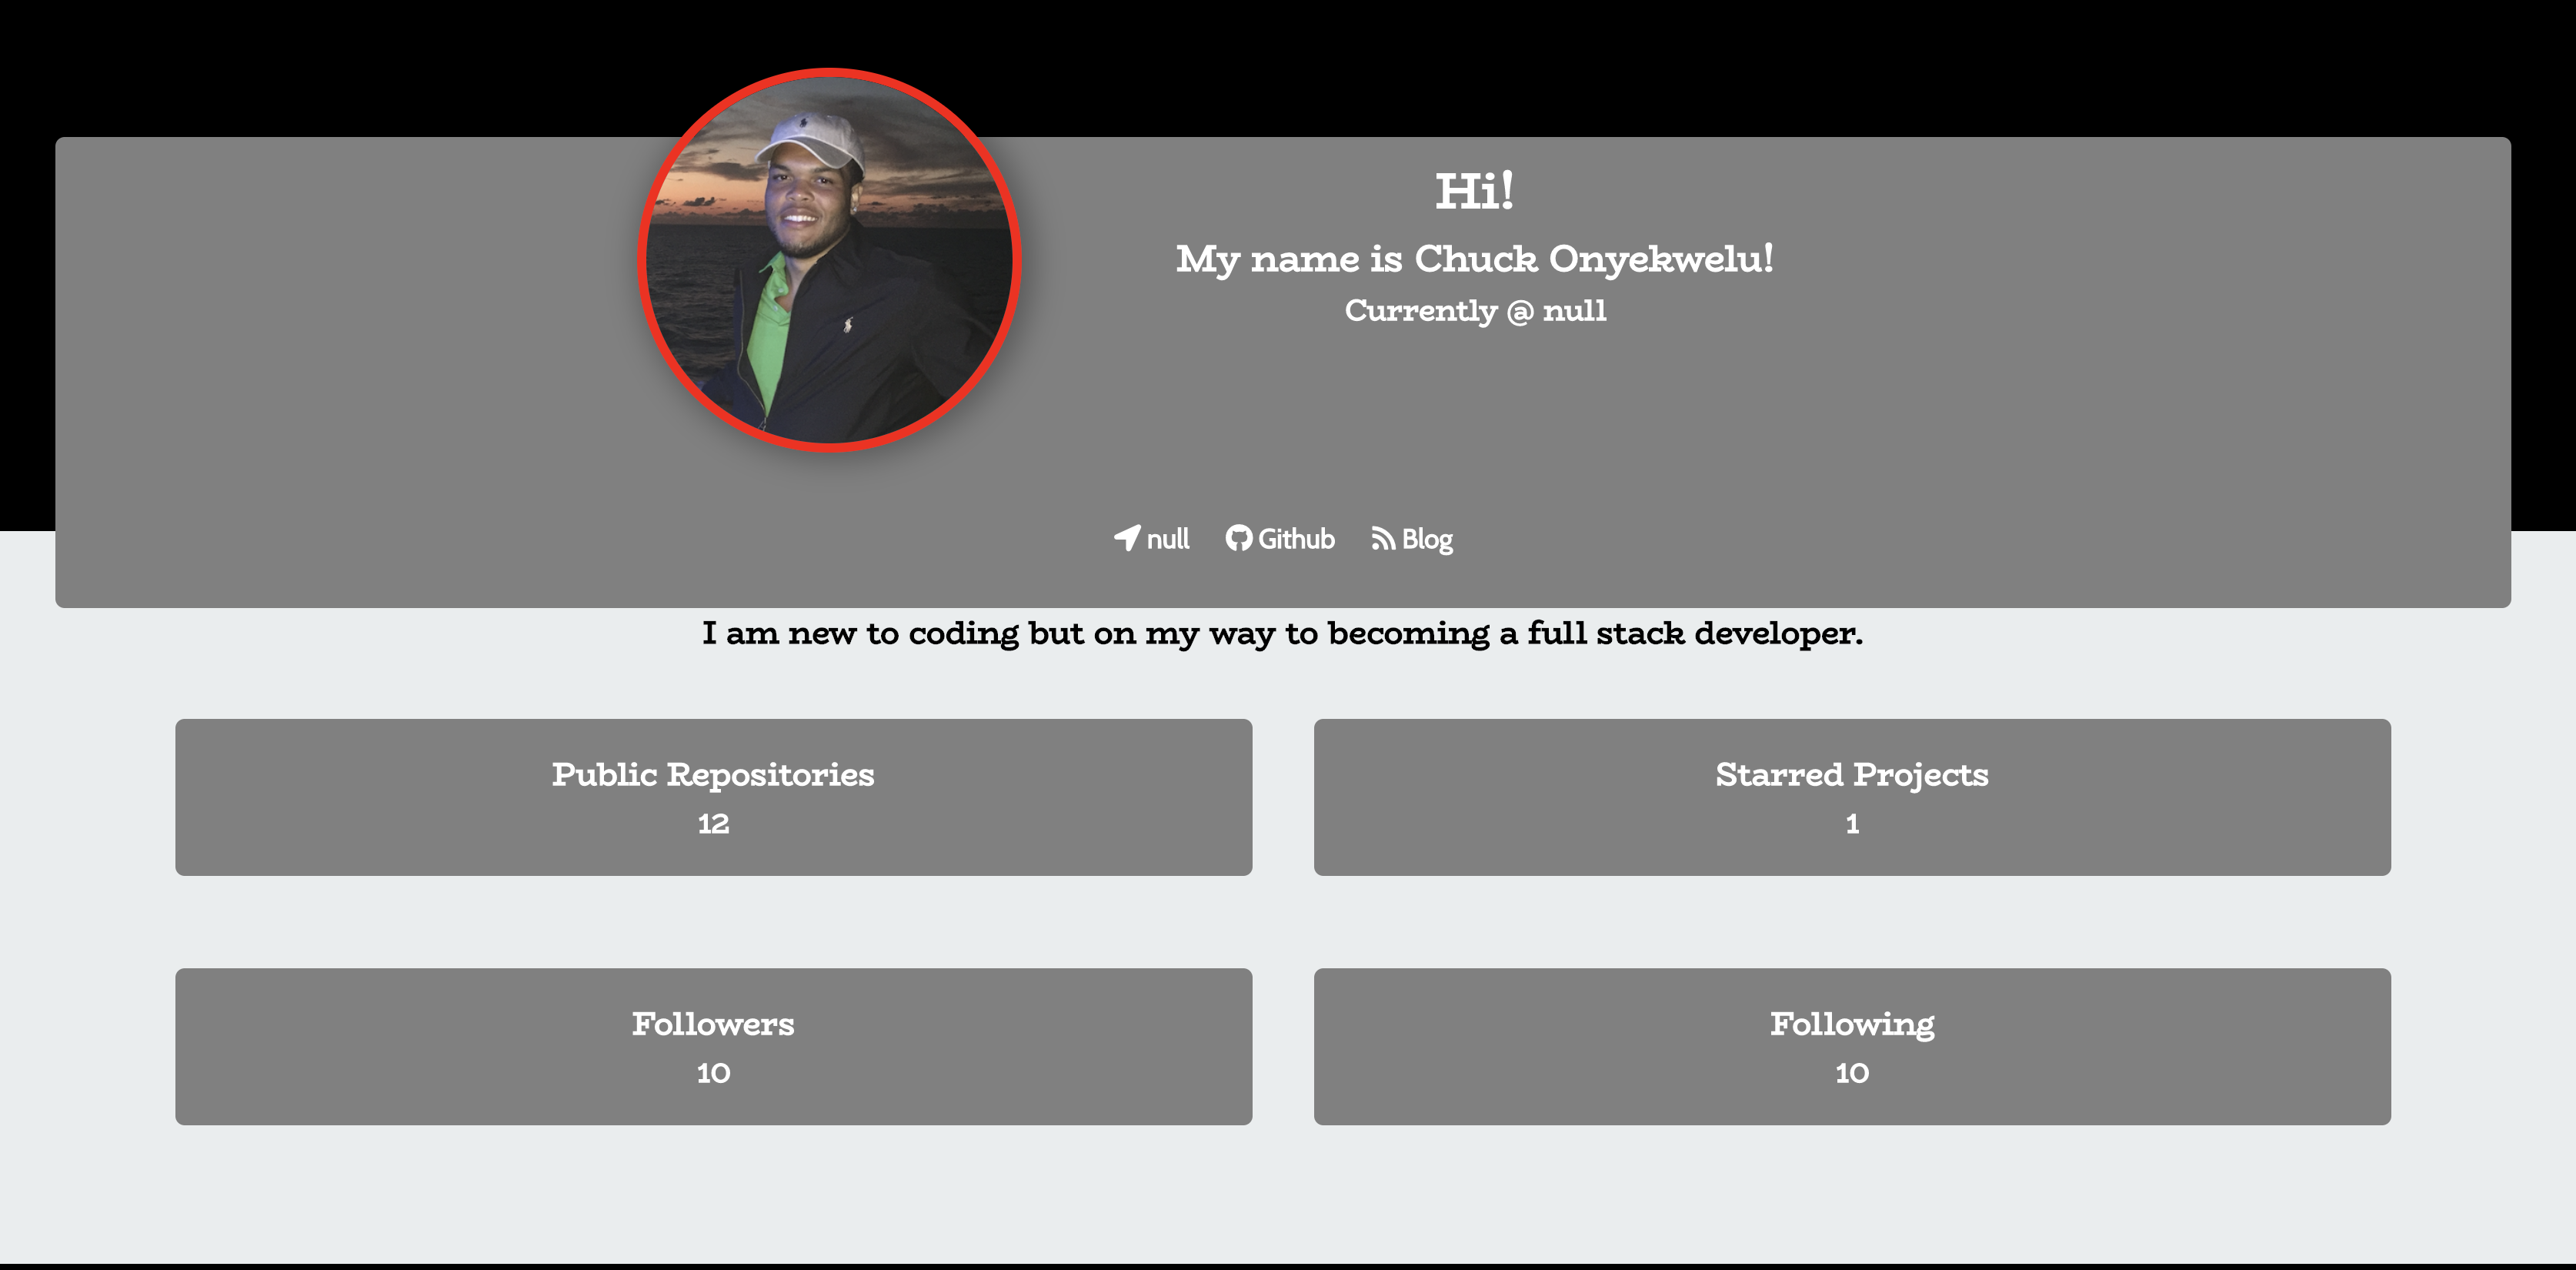 Hi!
My name is Chuck Onyekwelu!
Currently @ null
null Github Blog
I am new to coding but on my way to becoming a full stack developer.
Public Repositories
12
Starred Projects
1
Followers
10
Following
10